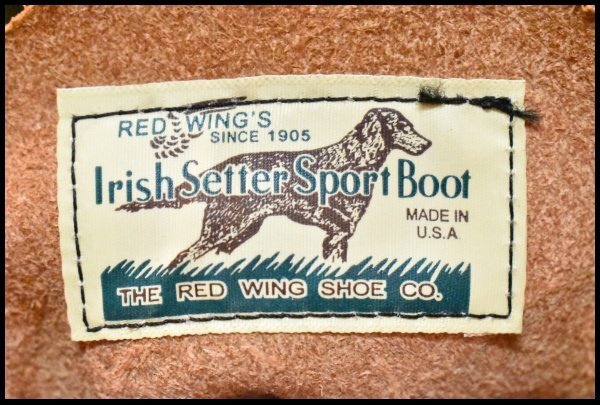 RED WING'S
SINCE 1905
Irish Setter Sport Boot
MADE IN
U.S.A.
THE RED WING SHOE CO.